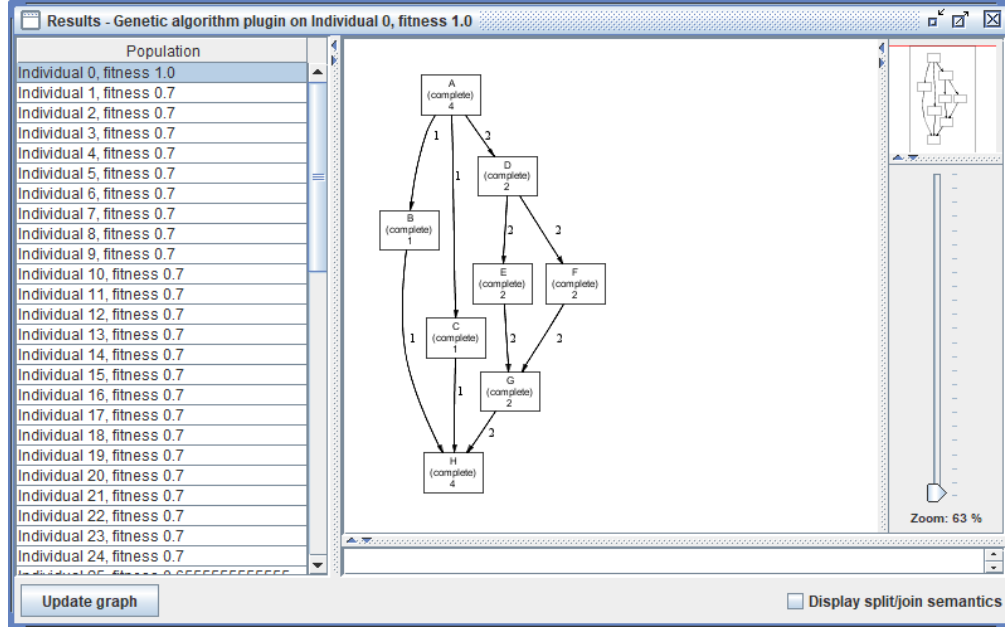 Results - Genetic algorithm plugin on Individual 0, fitness 1.0
Population
Individual 0, fitness 1.0
Individual 1, fitness 0.7
Individual 2, fitness 0.7
Individual 3, fitness 0.7
Individual 4, fitness 0.7
Individual 5, fitness 0.7
Individual 6, fitness 0.7
Individual 7, fitness 0.7
Individual 8, fitness 0.7
Individual 9, fitness 0.7
Individual 10, fitness 0.7
Individual 11, fitness 0.7
Individual 12, fitness 0.7
Individual 13, fitness 0.7
Individual 14, fitness 0.7
Individual 15, fitness 0.7
Individual 16, fitness 0.7
Individual 17, fitness 0.7
Individual 18, fitness 0.7
Individual 19, fitness 0.7
Individual 20, fitness 0.7
Individual 21, fitness 0.7
Individual 22, fitness 0.7
Individual 23, fitness 0.7
Individual 24, fitness 0.7
A
(complete)
4
1
2
1
D
(complete)
2
B
(complete)
1
2
2
E
(complete)
2
F
(complete)
2
C
(complete)
1
1
2
2
G
(complete)
2
1
2
H
(complete)
4
Zoom: 63 %
Update graph
Display split/join semantics